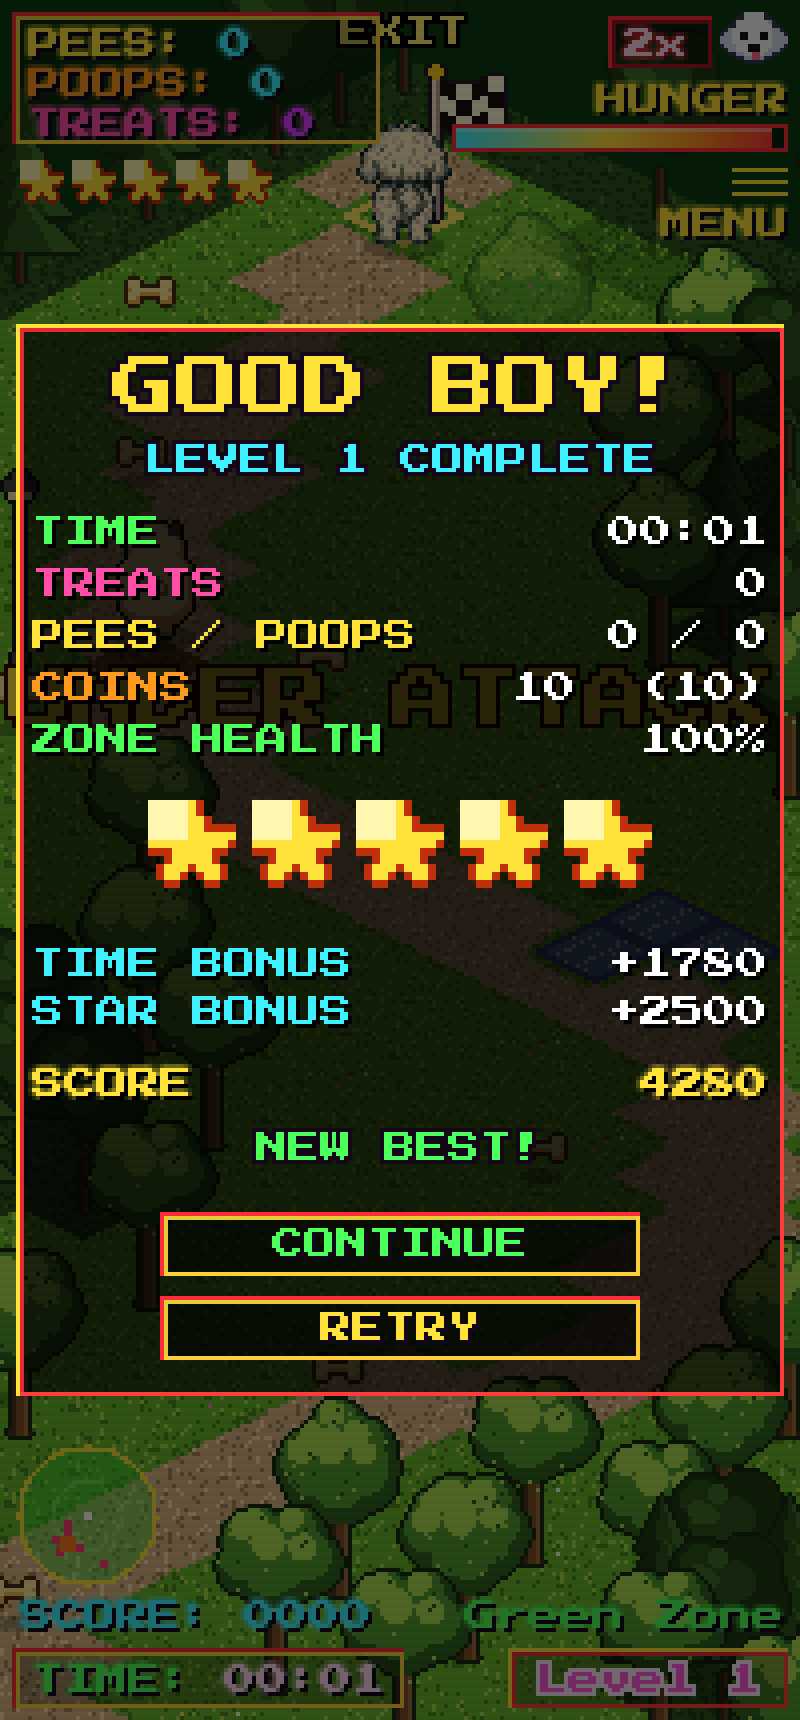 PEES: 0
EXIT
2x
POOPS: 0
HUNGER
TREATS: 0
MENU
GOOD BOY!
LEVEL 1 COMPLETE
TIME 00:01
TREATS 0
PEES / POOPS 0 / 0
COINS 10 (10)
UNDER ATTACK
ZONE HEALTH 100%
TIME BONUS +1780
STAR BONUS +2500
SCORE 4280
NEW BEST!
CONTINUE
RETRY
SCORE: 0000
Green Zone
TIME: 00:01
Level 1